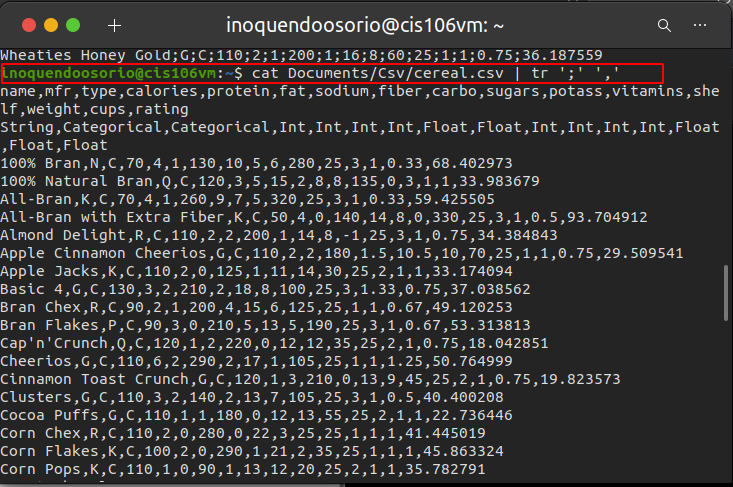 inoquendoosorio@cis106vm: ~
Wheaties Honey Gold;G;C;110;2;1;200;1;16;8;60;25;1;1;0.75;36.187559
inoquendoosorio@cis106vm:~$ cat Documents/Csv/cereal.csv | tr ';' ','
name,mfr,type,calories,protein,fat,sodium,fiber,carbo,sugars,potass,vitamins,she
lf,weight,cups,rating
String,Categorical,Categorical,Int,Int,Int,Int,Float,Float,Int,Int,Int,Int,Float
,Float,Float
100% Bran,N,C,70,4,1,130,10,5,6,280,25,3,1,0.33,68.402973
100% Natural Bran,Q,C,120,3,5,15,2,8,8,135,0,3,1,1,33.983679
All-Bran,K,C,70,4,1,260,9,7,5,320,25,3,1,0.33,59.425505
All-Bran with Extra Fiber,K,C,50,4,0,140,14,8,0,330,25,3,1,0.5,93.704912
Almond Delight,R,C,110,2,2,200,1,14,8,-1,25,3,1,0.75,34.384843
Apple Cinnamon Cheerios,G,C,110,2,2,180,1.5,10.5,10,70,25,1,1,0.75,29.509541
Apple Jacks,K,C,110,2,0,125,1,11,14,30,25,2,1,1,33.174094
Basic 4,G,C,130,3,2,210,2,18,8,100,25,3,1.33,0.75,37.038562
Bran Chex,R,C,90,2,1,200,4,15,6,125,25,1,1,0.67,49.120253
Bran Flakes,P,C,90,3,0,210,5,13,5,190,25,3,1,0.67,53.313813
Cap'n'Crunch,Q,C,120,1,2,220,0,12,12,35,25,2,1,0.75,18.042851
Cheerios,G,C,110,6,2,290,2,17,1,105,25,1,1,1.25,50.764999
Cinnamon Toast Crunch,G,C,120,1,3,210,0,13,9,45,25,2,1,0.75,19.823573
Clusters,G,C,110,3,2,140,2,13,7,105,25,3,1,0.5,40.400208
Cocoa Puffs,G,C,110,1,1,180,0,12,13,55,25,2,1,1,22.736446
Corn Chex,R,C,110,2,0,280,0,22,3,25,25,1,1,1,41.445019
Corn Flakes,K,C,100,2,0,290,1,21,2,35,25,1,1,1,45.863324
Corn Pops,K,C,110,1,0,90,1,13,12,20,25,2,1,1,35.782791